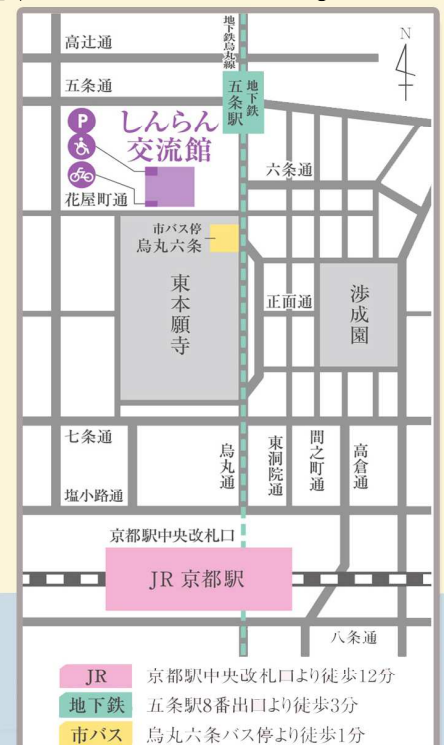 高辻通
地下鉄烏丸線
N
五条通
地下鉄
五条駅
P
しんらん
交流館
六条通
花屋町通
市バス停
烏丸六条
東本願寺
正面通
渉成園
七条通
烏丸通
東洞院通
間之町通
高倉通
塩小路通
京都駅中央改札口
JR 京都駅
八条通
JR 京都駅中央改札口より徒歩12分
地下鉄 五条駅8番出口より徒歩3分
市バス 烏丸六条バス停より徒歩1分